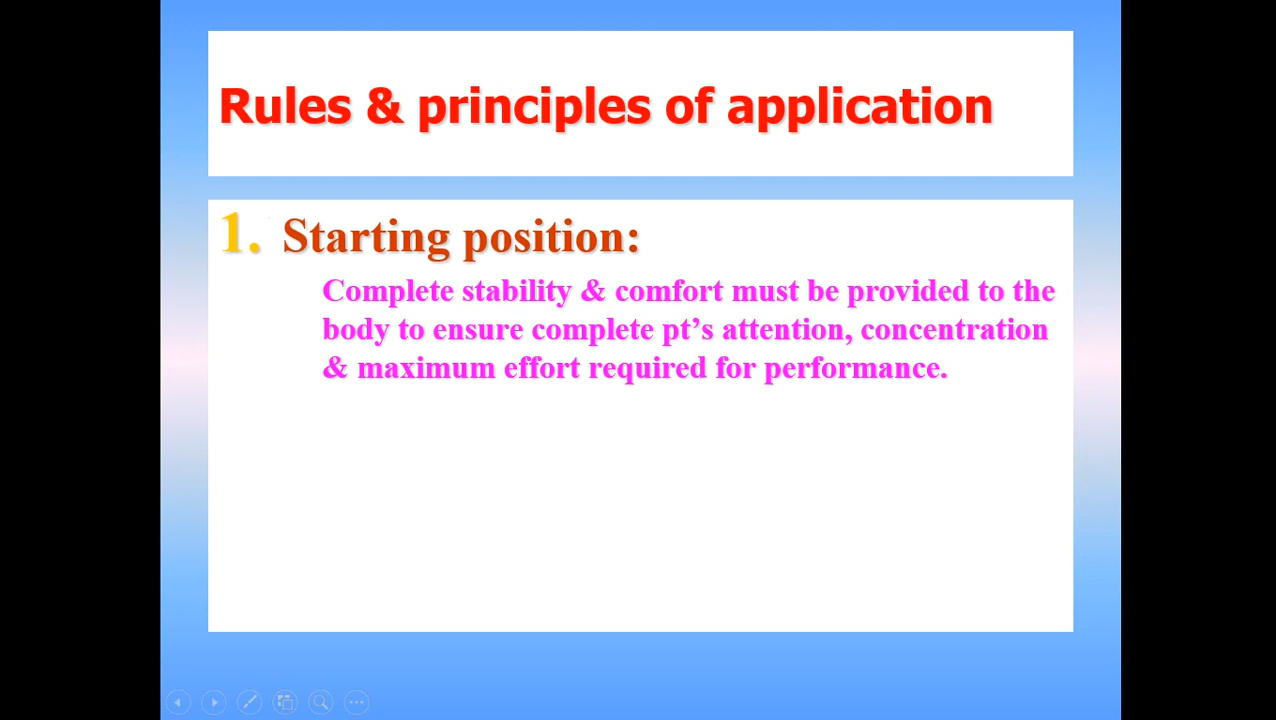 Rules & principles of application
1. Starting position:
Complete stability & comfort must be provided to the
body to ensure complete pt’s attention, concentration
& maximum effort required for performance.